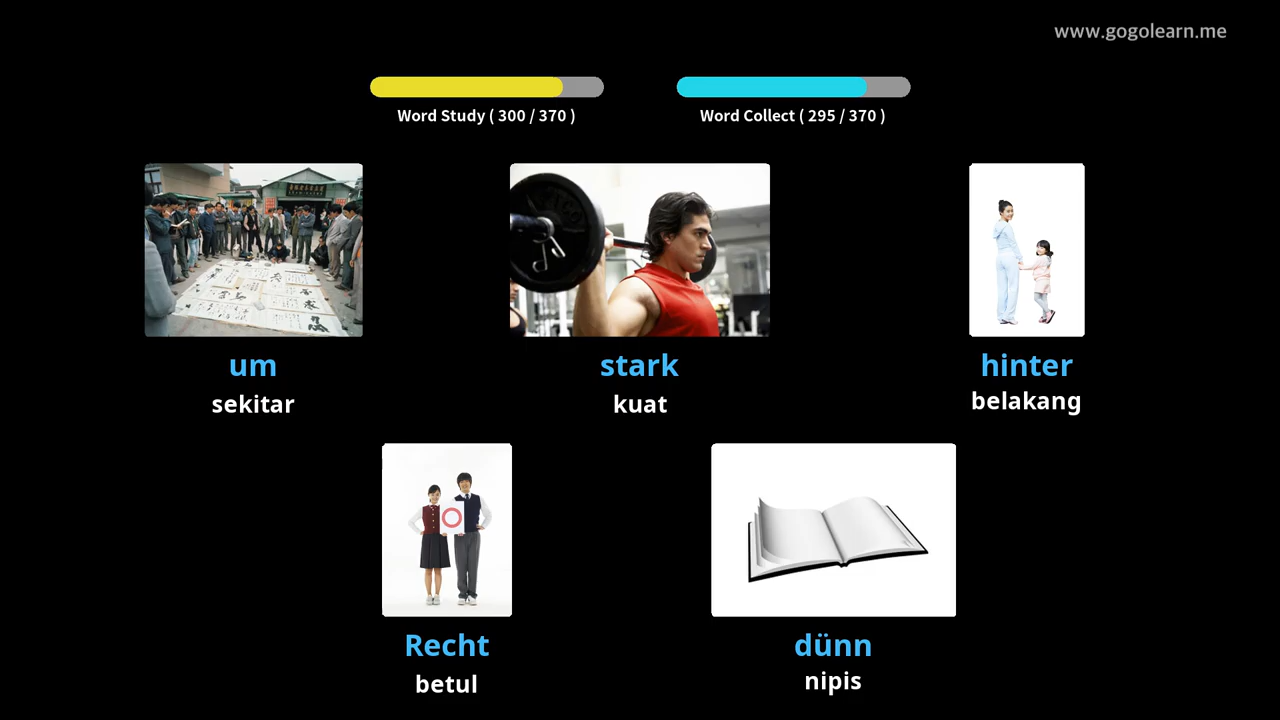 www.gogolearn.me
Word Study ( 300 / 370 )
Word Collect ( 295 / 370 )
um
sekitar
stark
kuat
hinter
belakang
Recht
betul
dünn
nipis